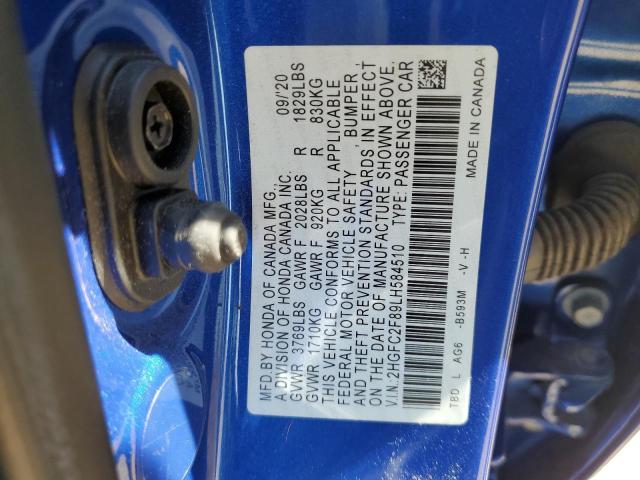 MFD.BY HONDA OF CANADA MFG., 09/'20
A DIVISION OF HONDA CANADA INC.
GVWR 3769LBS GAWR F 2028LBS R 1829LBS
GVWR 1710KG GAWR F 920KG R 830KG
THIS VEHICLE CONFORMS TO ALL APPLICABLE
FEDERAL MOTOR VEHICLE SAFETY , BUMPER ,
AND THEFT PREVENTION STANDARDS IN EFFECT
ON THE DATE OF MANUFACTURE SHOWN ABOVE.
V.I.N:2HGFC2F89LH584510 TYPE: PASSENGER CAR
TBD L AG6 -B593M -V -H MADE IN CANADA